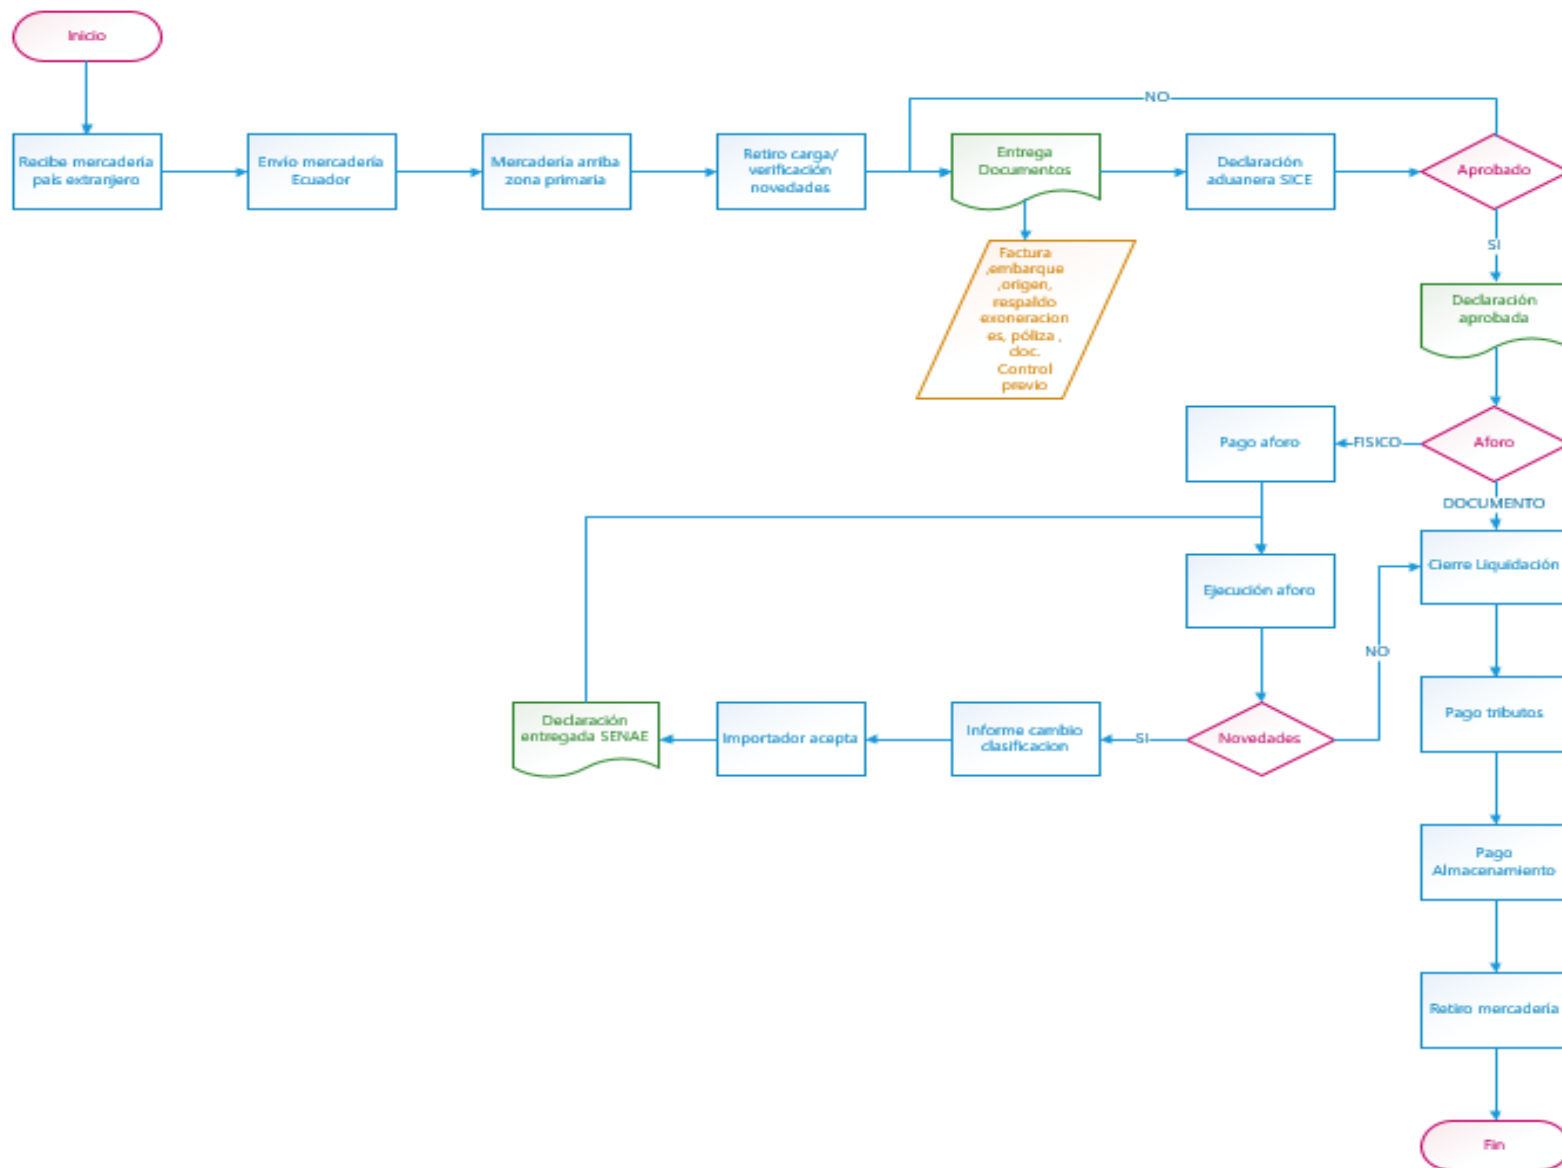 Inicio
NO
Recibe mercadería
país extranjero
Envío mercadería
Ecuador
Mercadería arriba
zona primaria
Retiro carga/
verificación
novedades
Entrega
Documentos
Declaración
aduanera SICE
Aprobado
SI
Factura
,embarque
,origen,
respaldo
exoneracion
es, póliza ,
doc.
Control
previo
Declaración
aprobada
Pago aforo
FISICO
Aforo
DOCUMENTO
Ejecución aforo
Cierre Liquidación
NO
Declaración
entregada SENAE
Importador acepta
Informe cambio
clasificacion
SI
Novedades
Pago tributos
Pago
Almacenamiento
Retiro mercadería
Fin